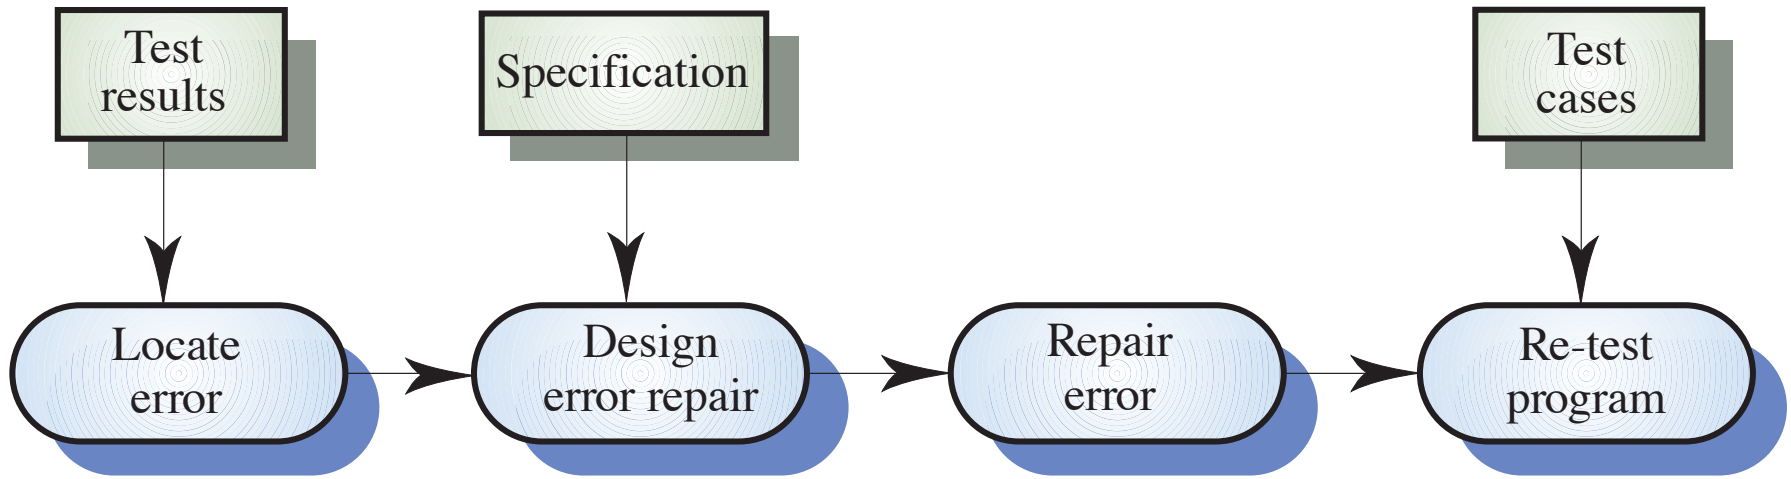 Test
results
Specification
Test
cases
Locate
error
Design
error repair
Repair
error
Re-test
program